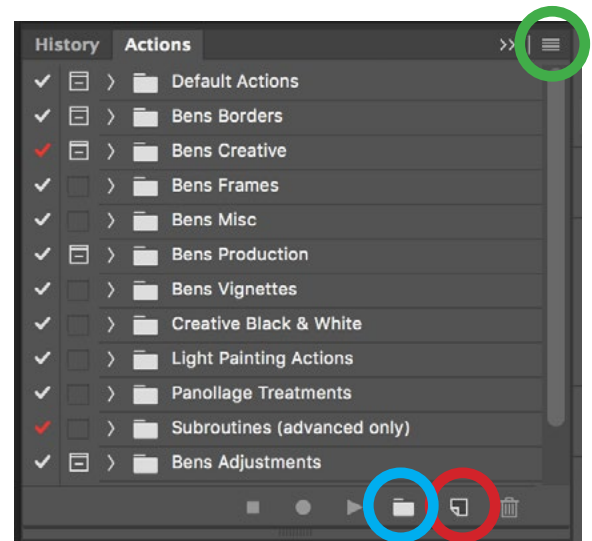 History Actions
Default Actions
Bens Borders
Bens Creative
Bens Frames
Bens Misc
Bens Production
Bens Vignettes
Creative Black & White
Light Painting Actions
Panollage Treatments
Subroutines (advanced only)
Bens Adjustments